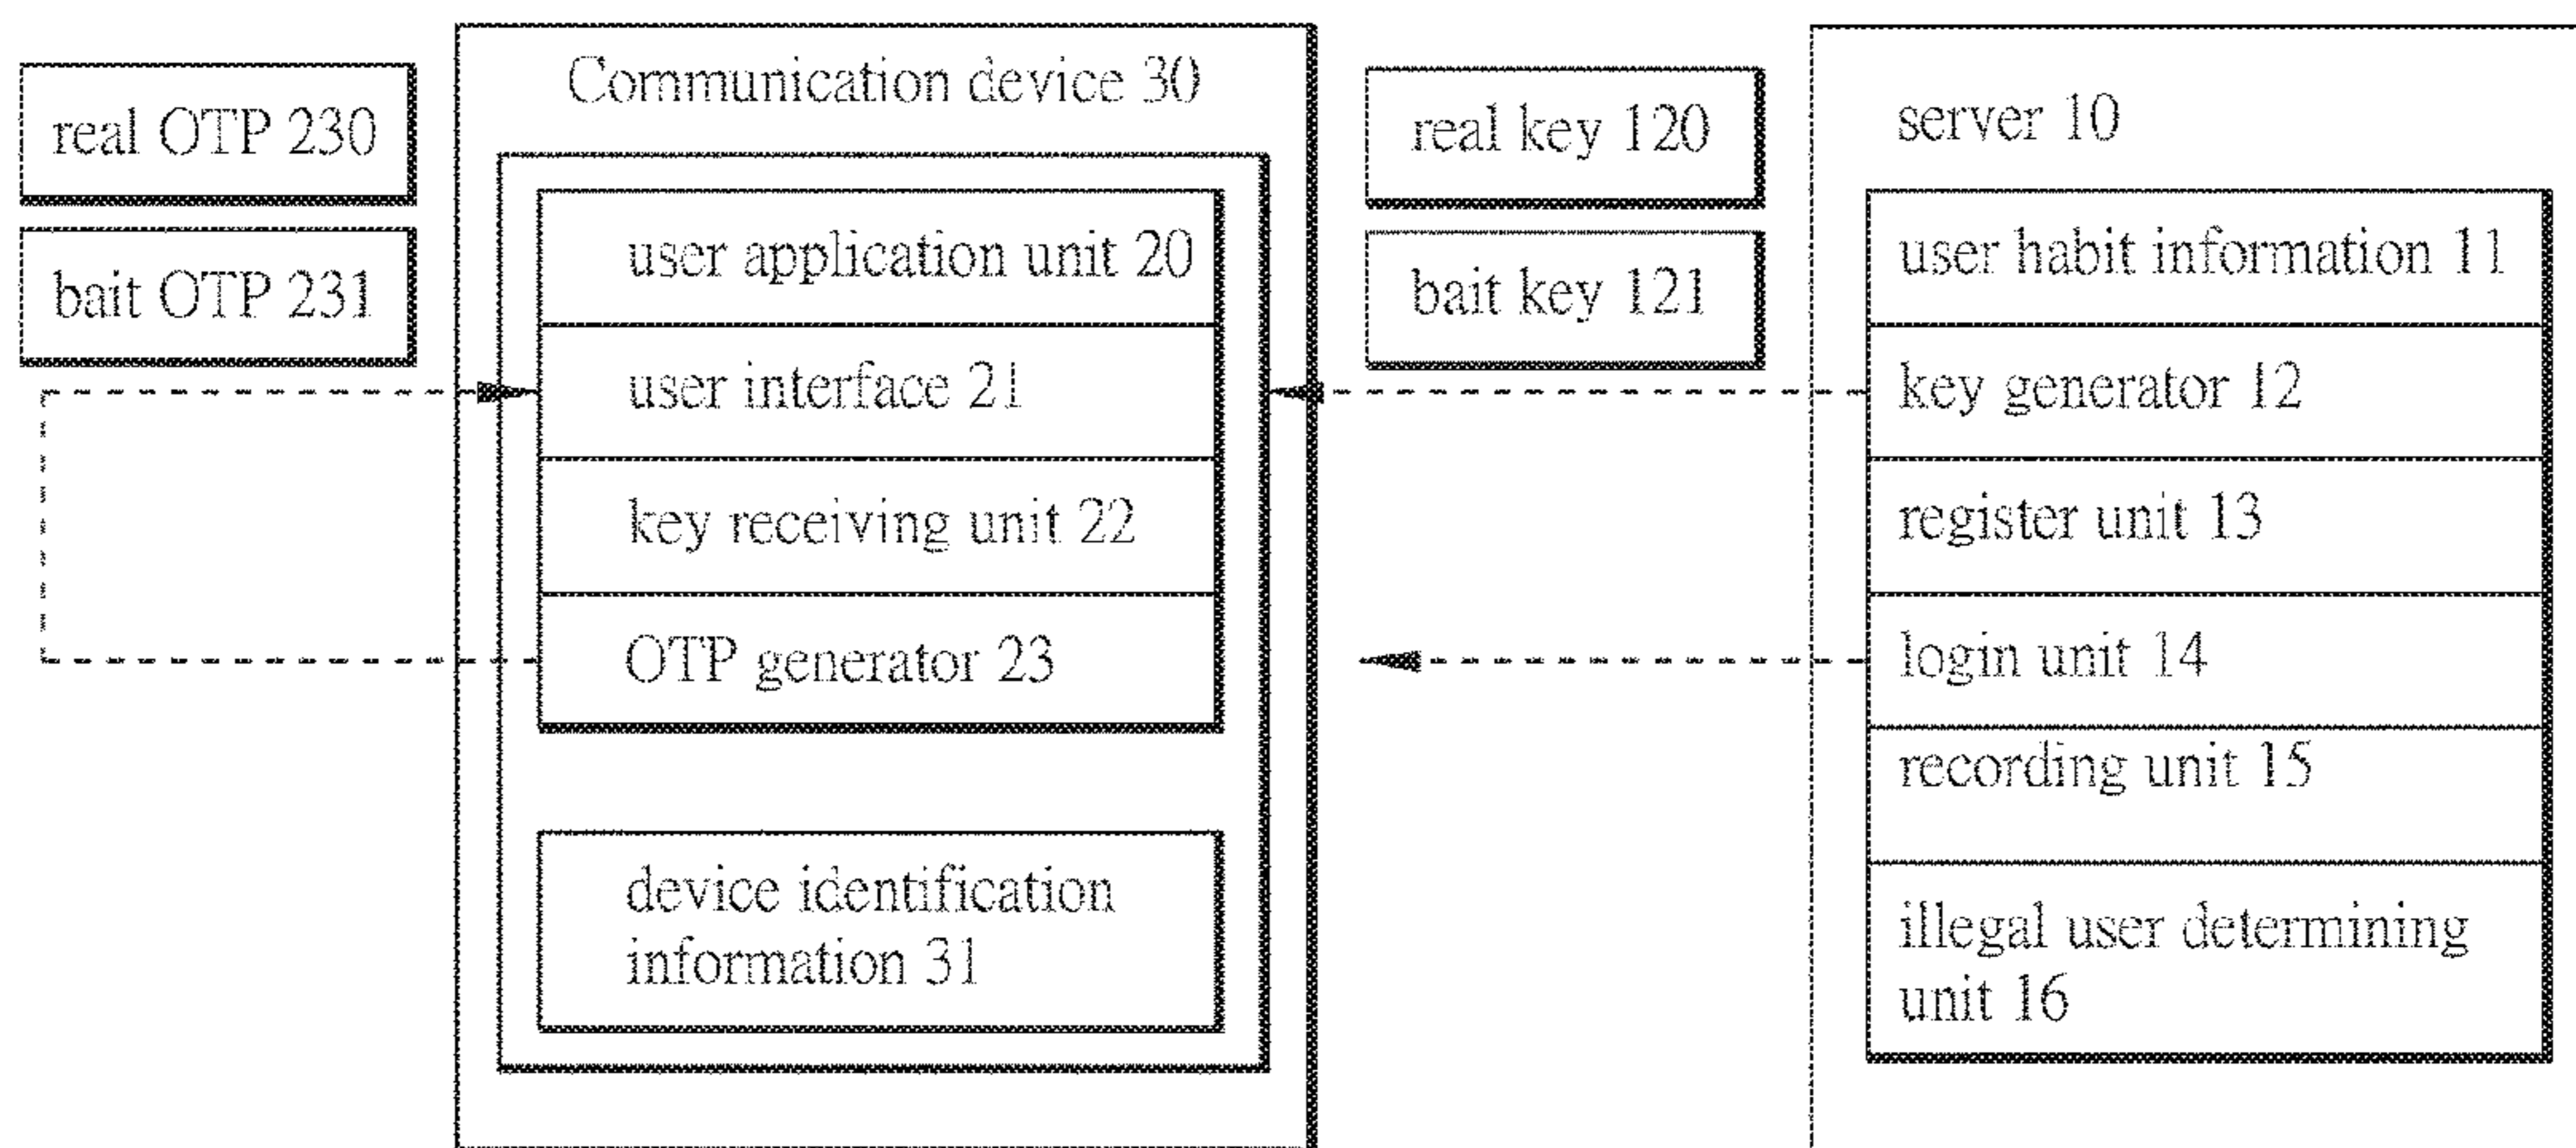 real OTP 230
bait OTP 231
Communication device 30
user application unit 20
user interface 21
key receiving unit 22
OTP generator 23
device identification
information 31
real key 120
bait key 121
server 10
user habit information 11
key generator 12
register unit 13
login unit 14
recording unit 15
illegal user determining
unit 16